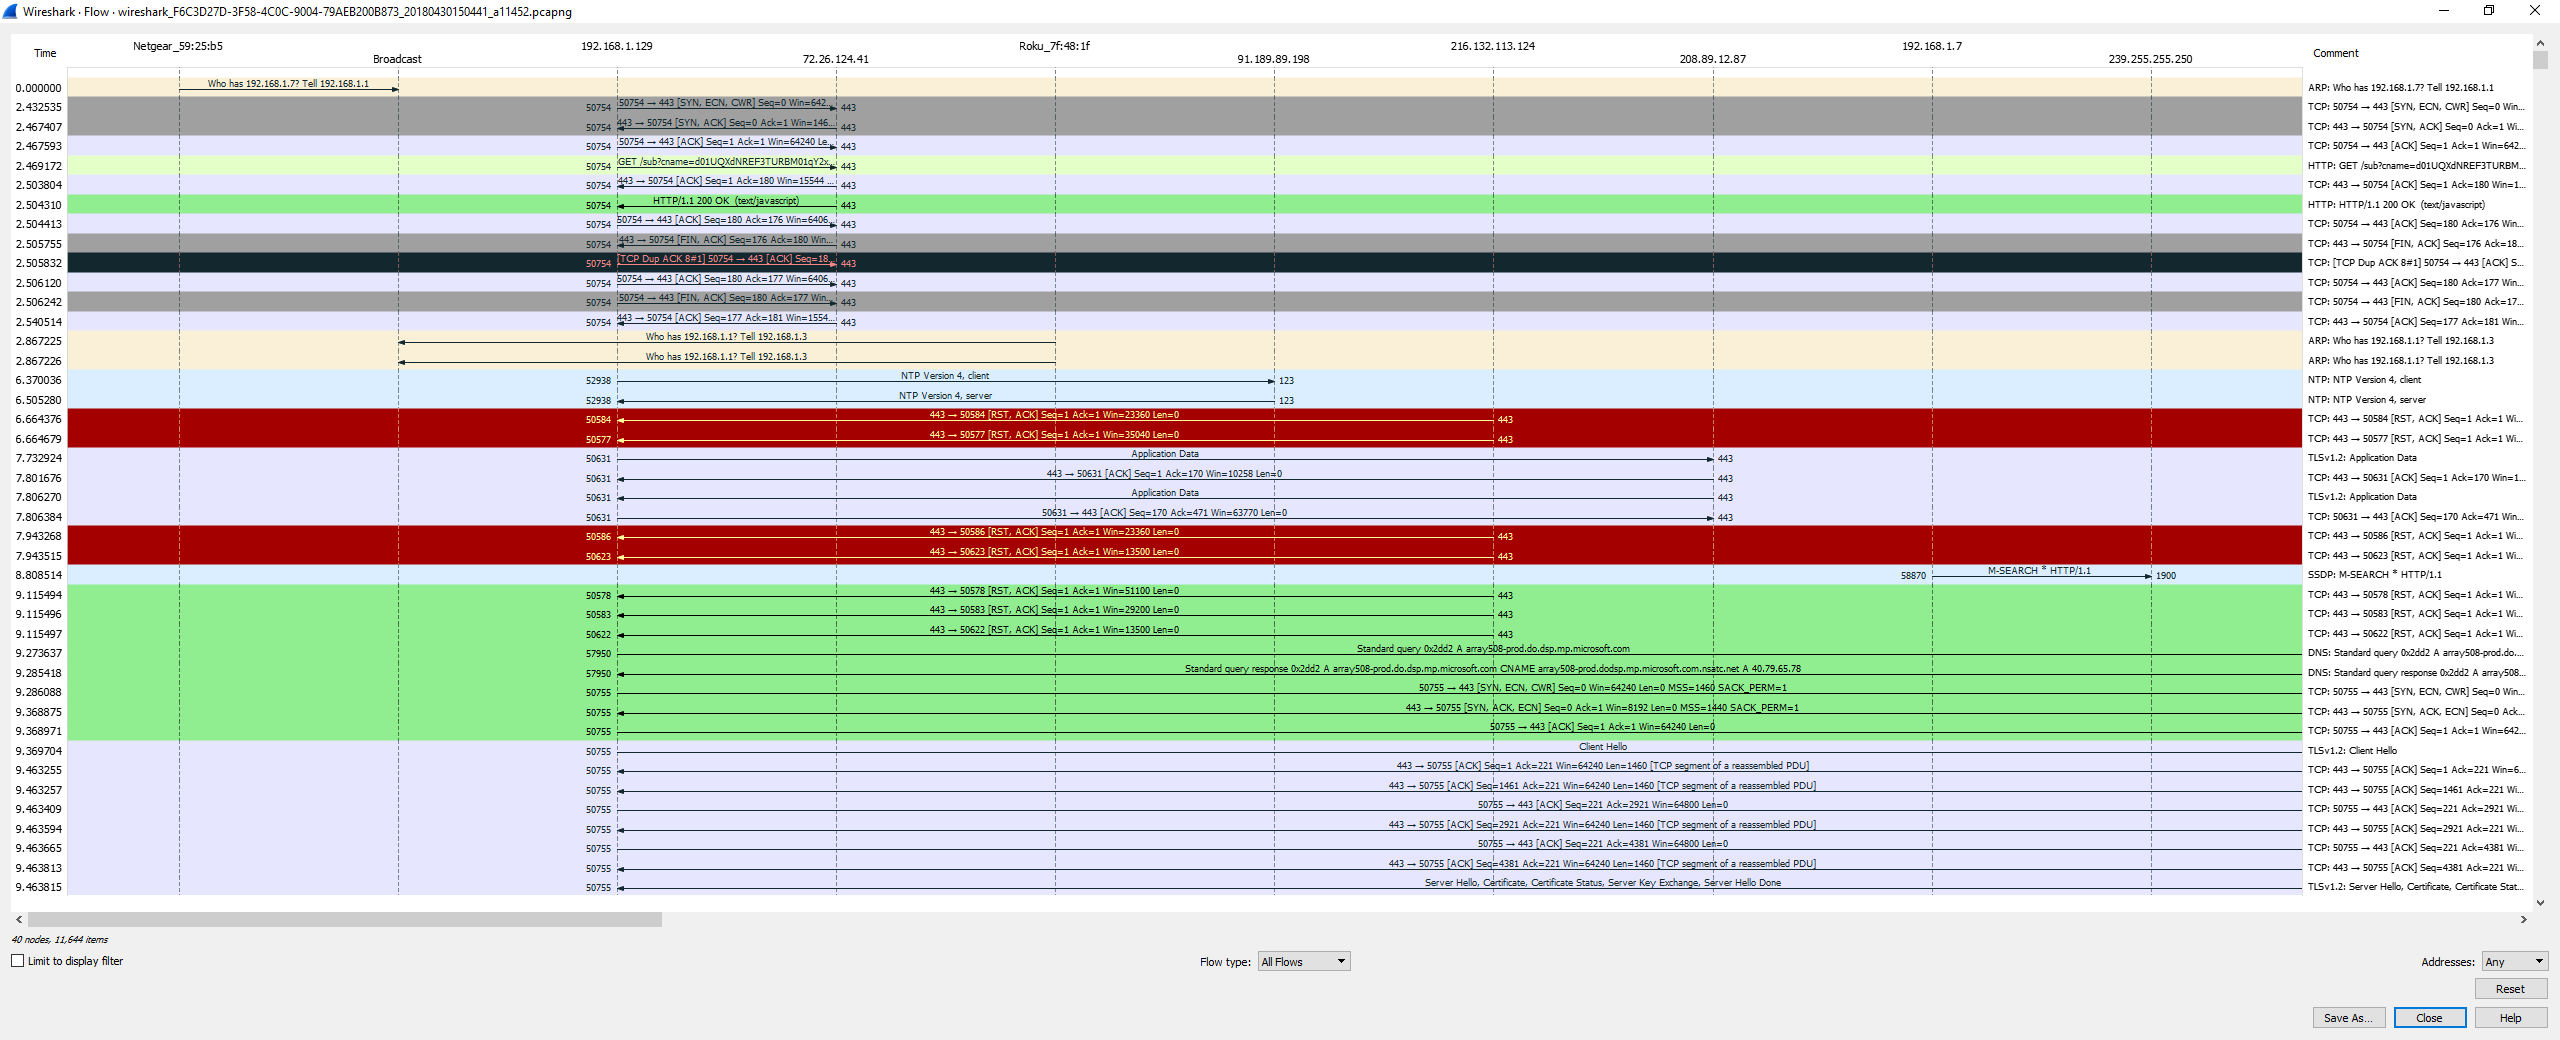 Wireshark · Flow · wireshark_F6C3D27D-3F58-4C0C-9004-79AEB200B873_20180430150441_a11452.pcapng
Time Netgear_59:25:b5 Broadcast 192.168.1.129 72.26.124.41 Roku_7f:48:1f 91.189.89.198 216.132.113.124 208.89.12.87 192.168.1.7 239.255.255.250 Comment
0.000000 Who has 192.168.1.7? Tell 192.168.1.1 ARP: Who has 192.168.1.7? Tell 192.168.1.1
2.432535 50754 50754 → 443 [SYN, ECN, CWR] Seq=0 Win=642... 443 TCP: 50754 → 443 [SYN, ECN, CWR] Seq=0 Win...
2.467407 50754 443 → 50754 [SYN, ACK] Seq=0 Ack=1 Win=146... 443 TCP: 443 → 50754 [SYN, ACK] Seq=0 Ack=1 Wi...
2.467593 50754 50754 → 443 [ACK] Seq=1 Ack=1 Win=64240 Le... 443 TCP: 50754 → 443 [ACK] Seq=1 Ack=1 Win=642...
2.469172 50754 GET /sub?cname=d01UQXdNREF3TURBM01qY2x... 443 HTTP: GET /sub?cname=d01UQXdNREF3TURBM...
2.503804 50754 443 → 50754 [ACK] Seq=1 Ack=180 Win=15544 ... 443 TCP: 443 → 50754 [ACK] Seq=1 Ack=180 Win=1...
2.504310 50754 HTTP/1.1 200 OK (text/javascript) 443 HTTP: HTTP/1.1 200 OK (text/javascript)
2.504413 50754 50754 → 443 [ACK] Seq=180 Ack=176 Win=6406... 443 TCP: 50754 → 443 [ACK] Seq=180 Ack=176 Win...
2.505755 50754 443 → 50754 [FIN, ACK] Seq=176 Ack=180 Win... 443 TCP: 443 → 50754 [FIN, ACK] Seq=176 Ack=18...
2.505832 50754 [TCP Dup ACK 8#1] 50754 → 443 [ACK] Seq=18... 443 TCP: [TCP Dup ACK 8#1] 50754 → 443 [ACK] S...
2.506120 50754 50754 → 443 [ACK] Seq=180 Ack=177 Win=6406... 443 TCP: 50754 → 443 [ACK] Seq=180 Ack=177 Win...
2.506242 50754 50754 → 443 [FIN, ACK] Seq=180 Ack=177 Win... 443 TCP: 50754 → 443 [FIN, ACK] Seq=180 Ack=17...
2.540514 50754 443 → 50754 [ACK] Seq=177 Ack=181 Win=1554... 443 TCP: 443 → 50754 [ACK] Seq=177 Ack=181 Win...
2.867225 Who has 192.168.1.1? Tell 192.168.1.3 ARP: Who has 192.168.1.1? Tell 192.168.1.3
2.867226 Who has 192.168.1.1? Tell 192.168.1.3 ARP: Who has 192.168.1.1? Tell 192.168.1.3
6.370036 52938 NTP Version 4, client 123 NTP: NTP Version 4, client
6.505280 52938 NTP Version 4, server 123 NTP: NTP Version 4, server
6.664376 50584 443 → 50584 [RST, ACK] Seq=1 Ack=1 Win=23360 Len=0 443 TCP: 443 → 50584 [RST, ACK] Seq=1 Ack=1 Wi...
6.664679 50577 443 → 50577 [RST, ACK] Seq=1 Ack=1 Win=35040 Len=0 443 TCP: 443 → 50577 [RST, ACK] Seq=1 Ack=1 Wi...
7.732924 50631 Application Data 443 TLSv1.2: Application Data
7.801676 50631 443 → 50631 [ACK] Seq=1 Ack=170 Win=10258 Len=0 443 TCP: 443 → 50631 [ACK] Seq=1 Ack=170 Win=1...
7.806270 50631 Application Data 443 TLSv1.2: Application Data
7.806384 50631 50631 → 443 [ACK] Seq=170 Ack=471 Win=63770 Len=0 443 TCP: 50631 → 443 [ACK] Seq=170 Ack=471 Win...
7.943268 50586 443 → 50586 [RST, ACK] Seq=1 Ack=1 Win=23360 Len=0 443 TCP: 443 → 50586 [RST, ACK] Seq=1 Ack=1 Wi...
7.943515 50623 443 → 50623 [RST, ACK] Seq=1 Ack=1 Win=13500 Len=0 443 TCP: 443 → 50623 [RST, ACK] Seq=1 Ack=1 Wi...
8.808514 58870 M-SEARCH * HTTP/1.1 1900 SSDP: M-SEARCH * HTTP/1.1
9.115494 50578 443 → 50578 [RST, ACK] Seq=1 Ack=1 Win=51100 Len=0 443 TCP: 443 → 50578 [RST, ACK] Seq=1 Ack=1 Wi...
9.115496 50583 443 → 50583 [RST, ACK] Seq=1 Ack=1 Win=29200 Len=0 443 TCP: 443 → 50583 [RST, ACK] Seq=1 Ack=1 Wi...
9.115497 50622 443 → 50622 [RST, ACK] Seq=1 Ack=1 Win=13500 Len=0 443 TCP: 443 → 50622 [RST, ACK] Seq=1 Ack=1 Wi...
9.273637 57950 Standard query 0x2dd2 A array508-prod.do.dsp.mp.microsoft.com DNS: Standard query 0x2dd2 A array508-prod.do....
9.285418 57950 Standard query response 0x2dd2 A array508-prod.do.dsp.mp.microsoft.com CNAME array508-prod.dodsp.mp.microsoft.com.nsatc.net A 40.79.65.78 DNS: Standard query response 0x2dd2 A array508...
9.286088 50755 50755 → 443 [SYN, ECN, CWR] Seq=0 Win=64240 Len=0 MSS=1460 SACK_PERM=1 TCP: 50755 → 443 [SYN, ECN, CWR] Seq=0 Win...
9.368875 50755 443 → 50755 [SYN, ACK, ECN] Seq=0 Ack=1 Win=8192 Len=0 MSS=1440 SACK_PERM=1 TCP: 443 → 50755 [SYN, ACK, ECN] Seq=0 Ack...
9.368971 50755 50755 → 443 [ACK] Seq=1 Ack=1 Win=64240 Len=0 TCP: 50755 → 443 [ACK] Seq=1 Ack=1 Win=642...
9.369704 50755 Client Hello TLSv1.2: Client Hello
9.463255 50755 443 → 50755 [ACK] Seq=1 Ack=221 Win=64240 Len=1460 [TCP segment of a reassembled PDU] TCP: 443 → 50755 [ACK] Seq=1 Ack=221 Win=6...
9.463257 50755 443 → 50755 [ACK] Seq=1461 Ack=221 Win=64240 Len=1460 [TCP segment of a reassembled PDU] TCP: 443 → 50755 [ACK] Seq=1461 Ack=221 Wi...
9.463409 50755 50755 → 443 [ACK] Seq=221 Ack=2921 Win=64800 Len=0 TCP: 50755 → 443 [ACK] Seq=221 Ack=2921 Wi...
9.463594 50755 443 → 50755 [ACK] Seq=2921 Ack=221 Win=64240 Len=1460 [TCP segment of a reassembled PDU] TCP: 443 → 50755 [ACK] Seq=2921 Ack=221 Wi...
9.463665 50755 50755 → 443 [ACK] Seq=221 Ack=4381 Win=64800 Len=0 TCP: 50755 → 443 [ACK] Seq=221 Ack=4381 Wi...
9.463813 50755 443 → 50755 [ACK] Seq=4381 Ack=221 Win=64240 Len=1460 [TCP segment of a reassembled PDU] TCP: 443 → 50755 [ACK] Seq=4381 Ack=221 Wi...
9.463815 50755 Server Hello, Certificate, Certificate Status, Server Key Exchange, Server Hello Done TLSv1.2: Server Hello, Certificate, Certificate Stat...
40 nodes, 11,644 items
Limit to display filter Flow type: All Flows Addresses: Any
Reset
Save As... Close Help